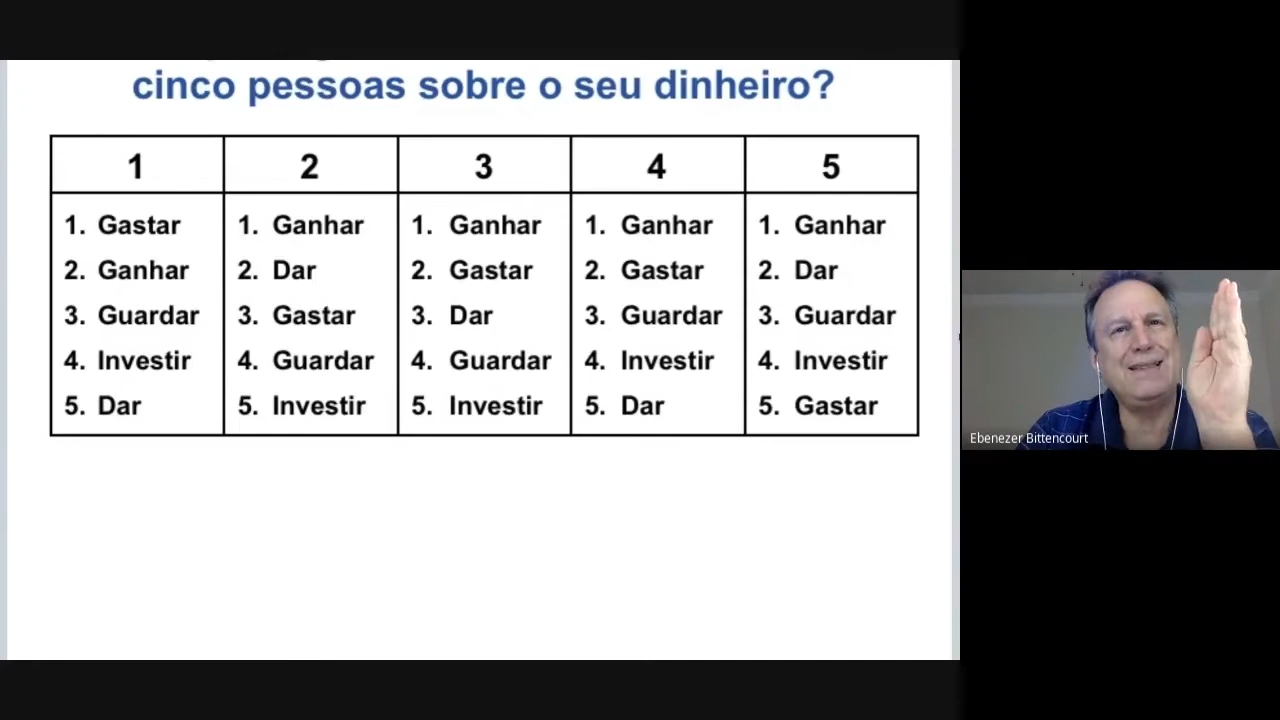 cinco pessoas sobre o seu dinheiro?
1 2 3 4 5
1. Gastar 1. Ganhar 1. Ganhar 1. Ganhar 1. Ganhar
2. Ganhar 2. Dar 2. Gastar 2. Gastar 2. Dar
3. Guardar 3. Gastar 3. Dar 3. Guardar 3. Guardar
4. Investir 4. Guardar 4. Guardar 4. Investir 4. Investir
5. Dar 5. Investir 5. Investir 5. Dar 5. Gastar
Ebenezer Bittencourt